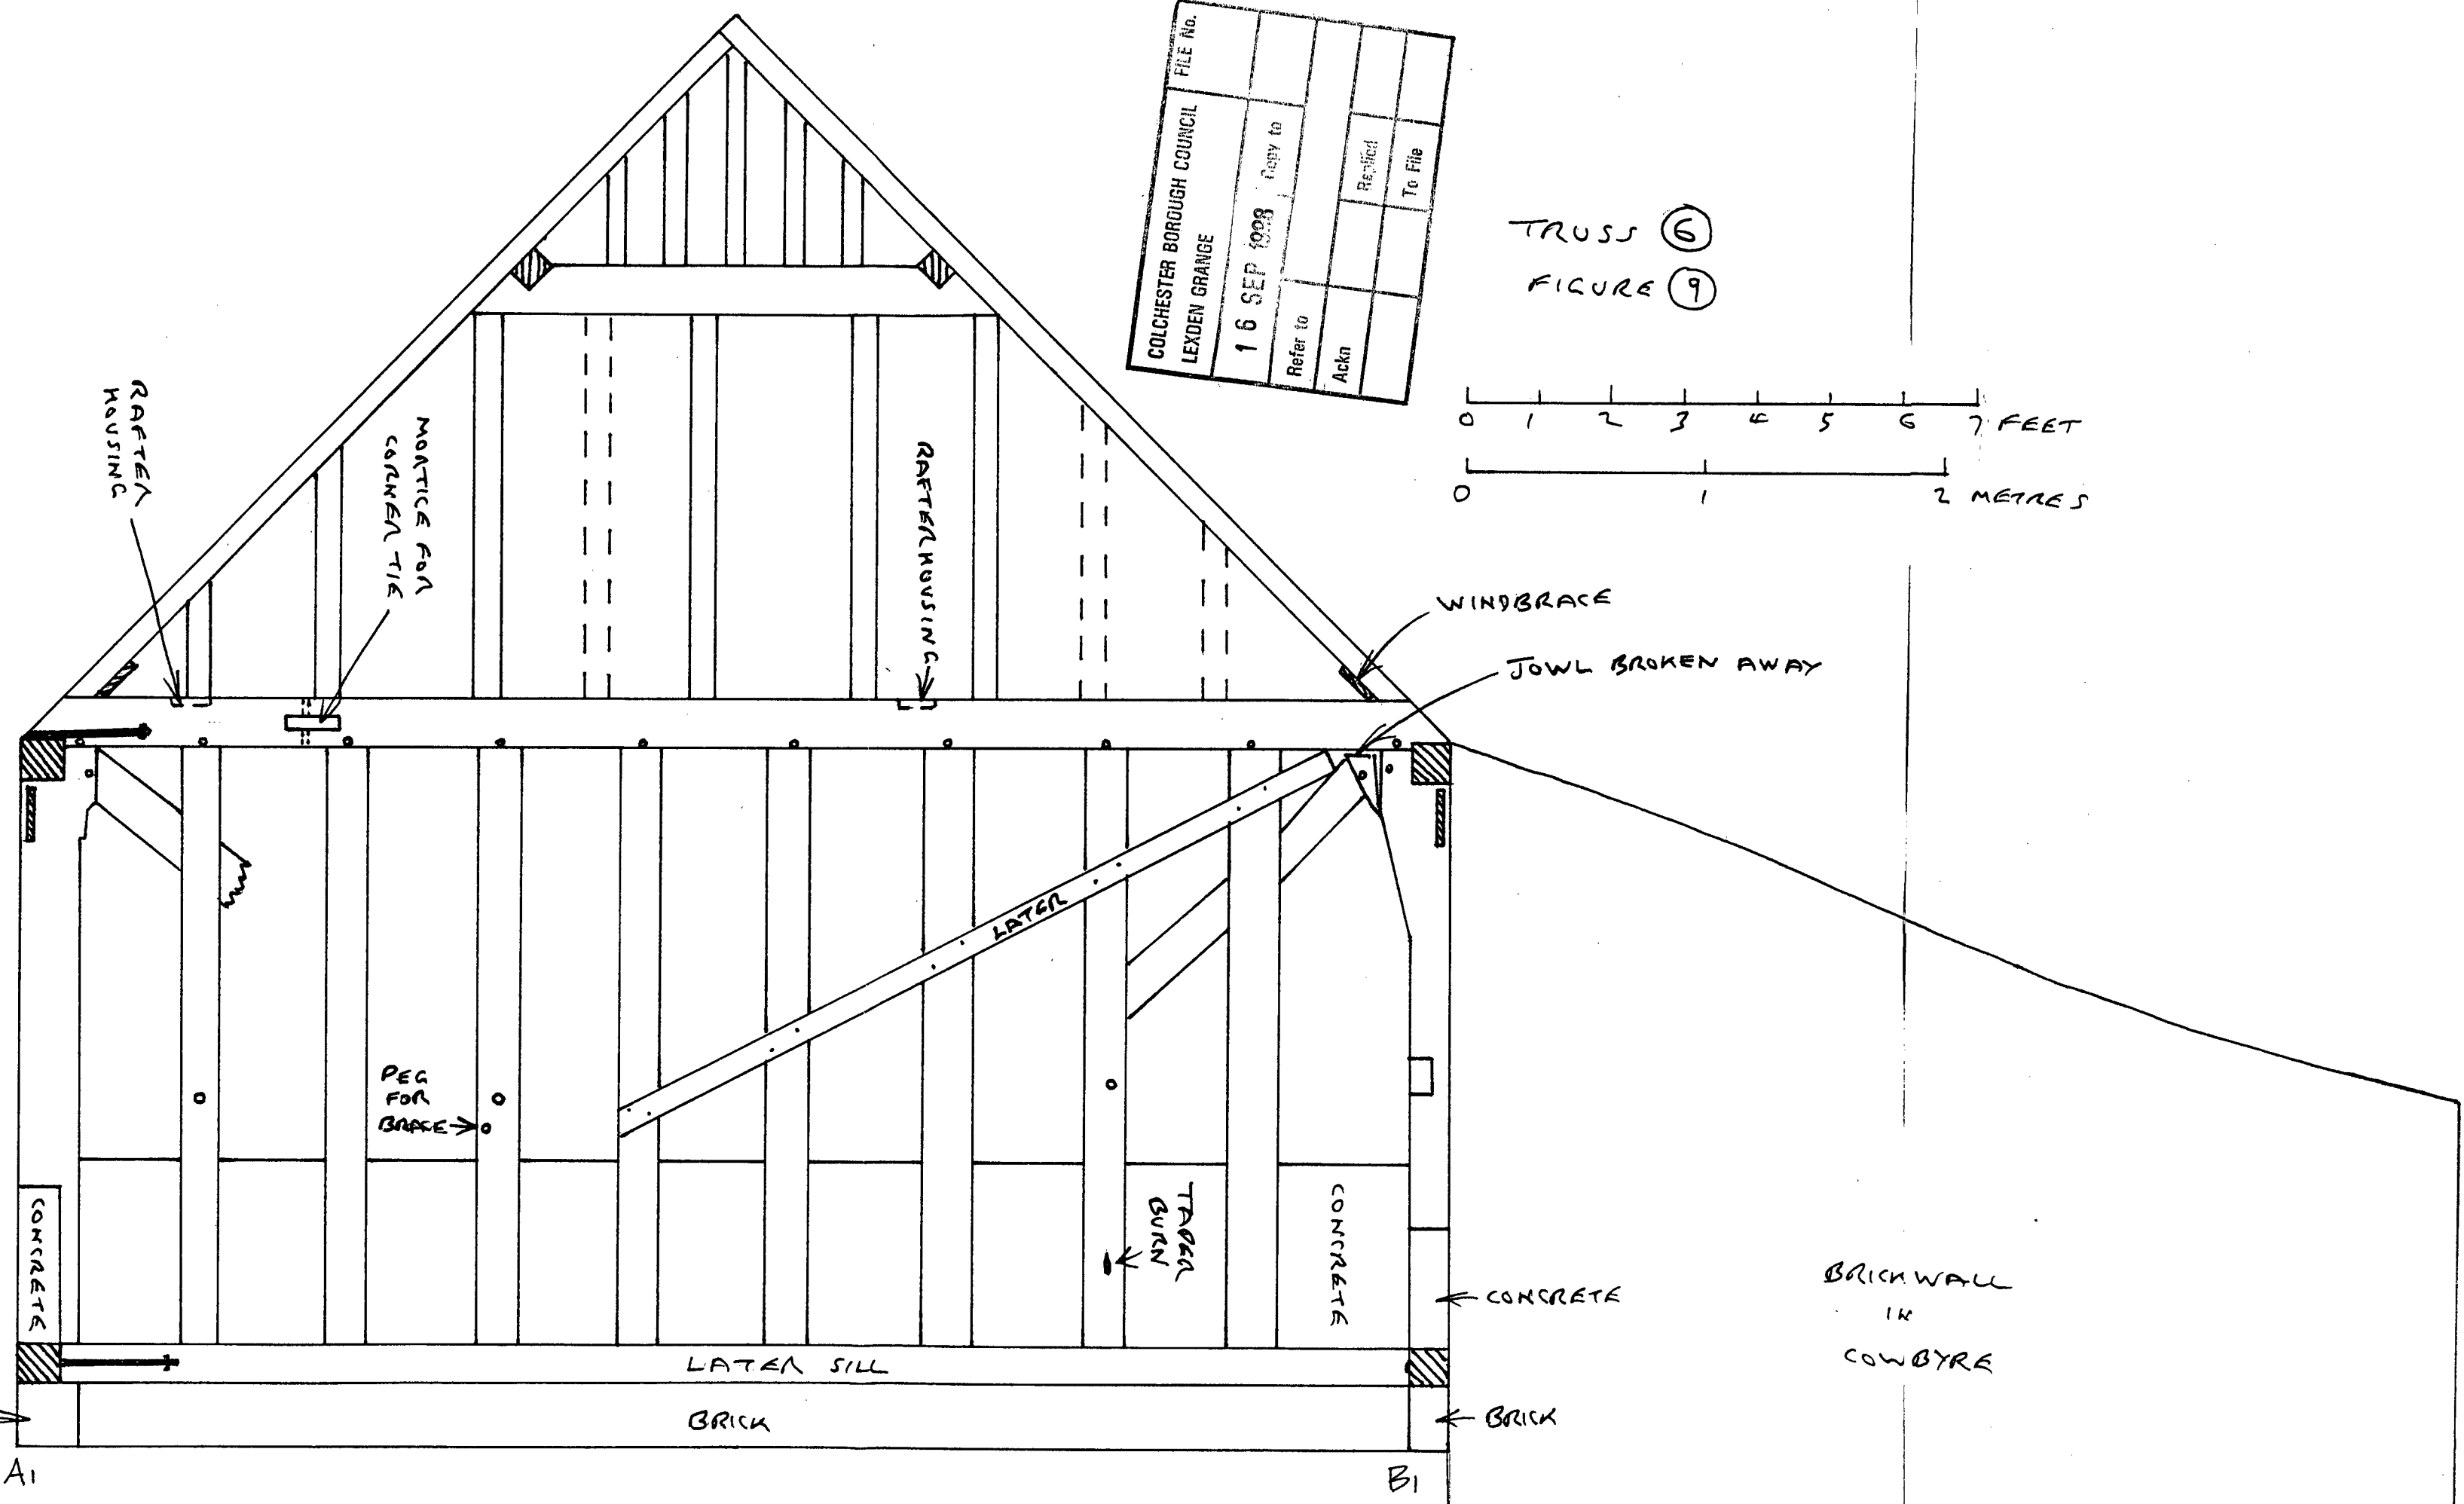 COLCHESTER BOROUGH COUNCIL
LEXDEN GRANGE
FILE No.
16 SEP 1998
Copy to
Refer to
Ackn
Replied
To File
TRUSS 6
FIGURE 9
0 1 2 3 4 5 6 7 FEET
0 1 2 METRES
RAFTER
HOUSING
MORTICE FOR
CORNER TIE
RAFTER HOUSING
WINDBRACE
JOWL BROKEN AWAY
LATER
PEG
FOR
BRACE
CONCRETE
TAPER
BURN
CONCRETE
CONCRETE
BRICKWALL
IN
COWBYRE
LATER SILL
BRICK
BRICK
A1
B1